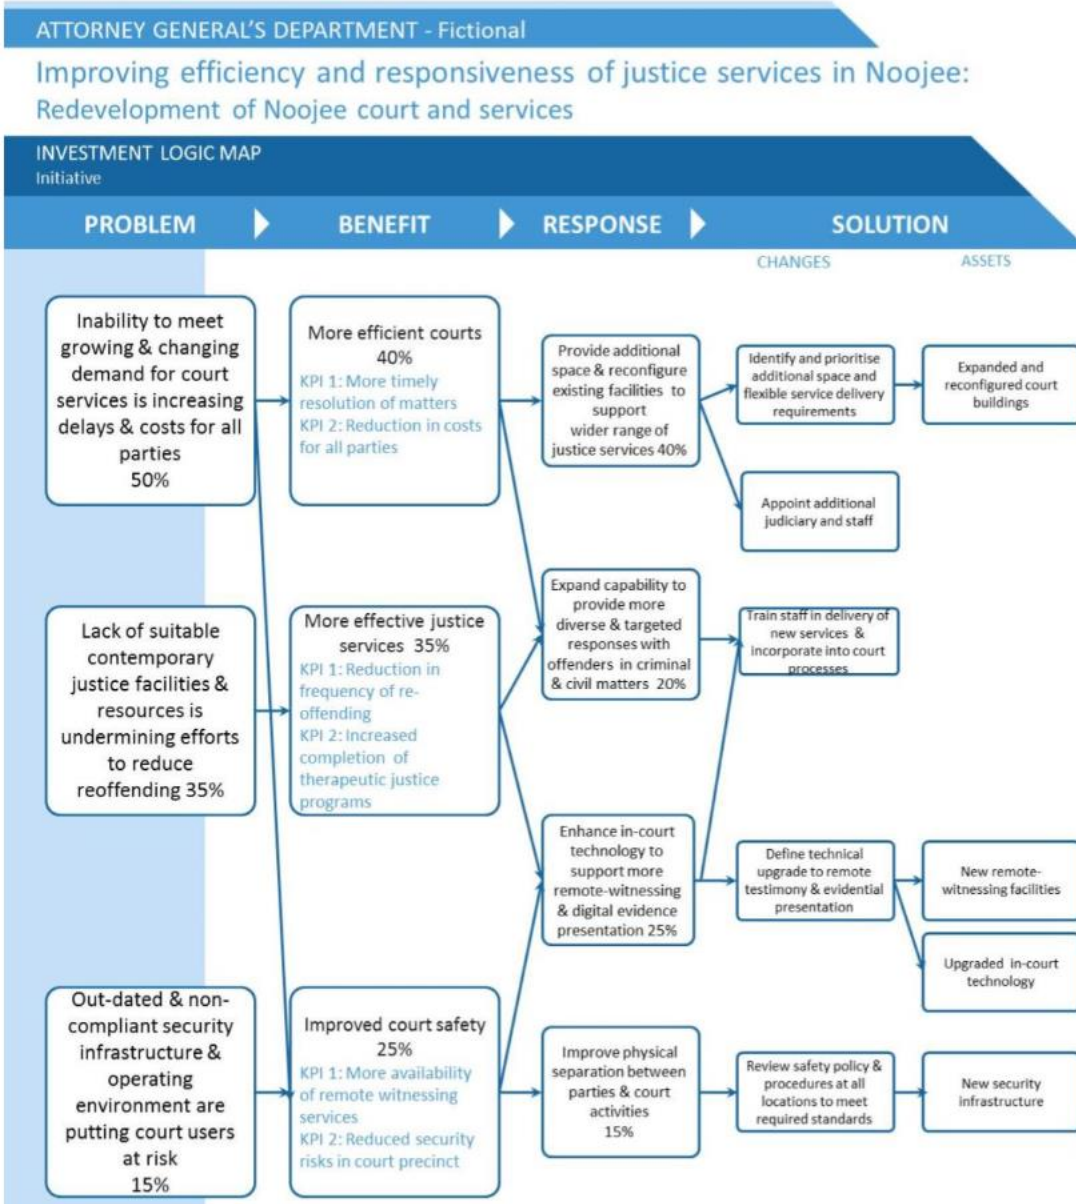 ATTORNEY GENERAL'S DEPARTMENT - Fictional
Improving efficiency and responsiveness of justice services in Noojee:
Redevelopment of Noojee court and services
INVESTMENT LOGIC MAP
Initiative
PROBLEM
BENEFIT
RESPONSE
SOLUTION
CHANGES
ASSETS
Inability to meet
growing & changing
demand for court
services is increasing
delays & costs for all
parties
50%
Lack of suitable
contemporary
justice facilities &
resources is
undermining efforts
to reduce
reoffending 35%
Out-dated & non-
compliant security
infrastructure &
operating
environment are
putting court users
at risk
15%
More efficient courts
40%
KPI 1: More timely
resolution of matters
KPI 2: Reduction in costs
for all parties
More effective justice
services 35%
KPI 1: Reduction in
frequency of re-
offending
KPI 2: Increased
completion of
therapeutic justice
programs
Improved court safety
25%
KPI 1: More availability
of remote witnessing
services
KPI 2: Reduced security
risks in court precinct
Provide additional
space & reconfigure
existing facilities to
support
wider range of
justice services 40%
Expand capability to
provide more
diverse & targeted
responses with
offenders in criminal
& civil matters 20%
Enhance in-court
technology to
support more
remote-witnessing
& digital evidence
presentation 25%
Improve physical
separation between
parties & court
activities
15%
Identify and prioritise
additional space and
flexible service delivery
requirements
Appoint additional
judiciary and staff
Train staff in delivery of
new services &
incorporate into court
processes
Define technical
upgrade to remote
testimony & evidential
presentation
Review safety policy &
procedures at all
locations to meet
required standards
Expanded and
reconfigured court
buildings
New remote-
witnessing facilities
Upgraded in-court
technology
New security
infrastructure